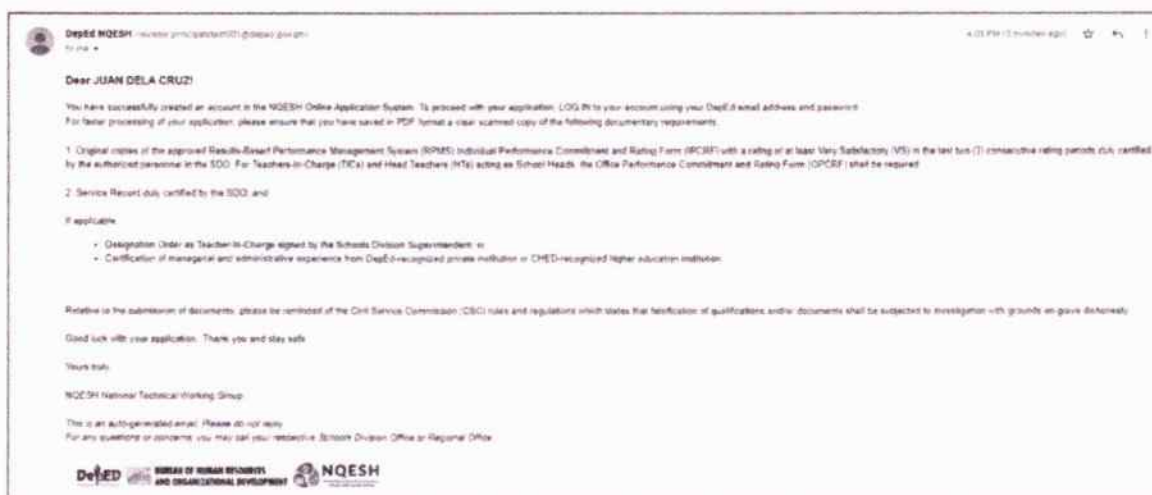 DepEd NQESH
to me
4:03 PM (0 minutes ago)
Dear JUAN DELA CRUZ!
You have successfully created an account in the NQESH Online Application System. To proceed with your application, LOG IN to your account using your DepEd email address and password.
For faster processing of your application, please ensure that you have saved in PDF format a clear scanned copy of the following documentary requirements:
1. Original copies of the approved Results-Based Performance Management System (RPMS) Individual Performance Commitment and Rating Form (IPCRF) with a rating of at least Very Satisfactory (VS) in the last two (2) consecutive rating periods duly certified
by the authorized personnel in the SDO. For Teachers-In-Charge (TICs) and Head Teachers (HTs) acting as School Heads, the Office Performance Commitment and Rating Form (OPCRF) shall be required
2. Service Record duly certified by the SDO; and
If applicable:
Designation Order as Teacher-In-Charge signed by the Schools Division Superintendent; or
Certification of managerial and administrative experience from DepEd-recognized private institution or CHED-recognized higher education institution.
Relative to the submission of documents, please be reminded of the Civil Service Commission (CSC) rules and regulations which states that falsification of qualifications and/or documents shall be subjected to investigation with grounds on grave dishonesty.
Good luck with your application. Thank you and stay safe.
Yours truly,
NQESH National Technical Working Group
This is an auto-generated email. Please do not reply.
For any questions or concerns, you may call your respective Schools Division Office or Regional Office.
DepED BUREAU OF HUMAN RESOURCES NQESH
AND ORGANIZATIONAL DEVELOPMENT